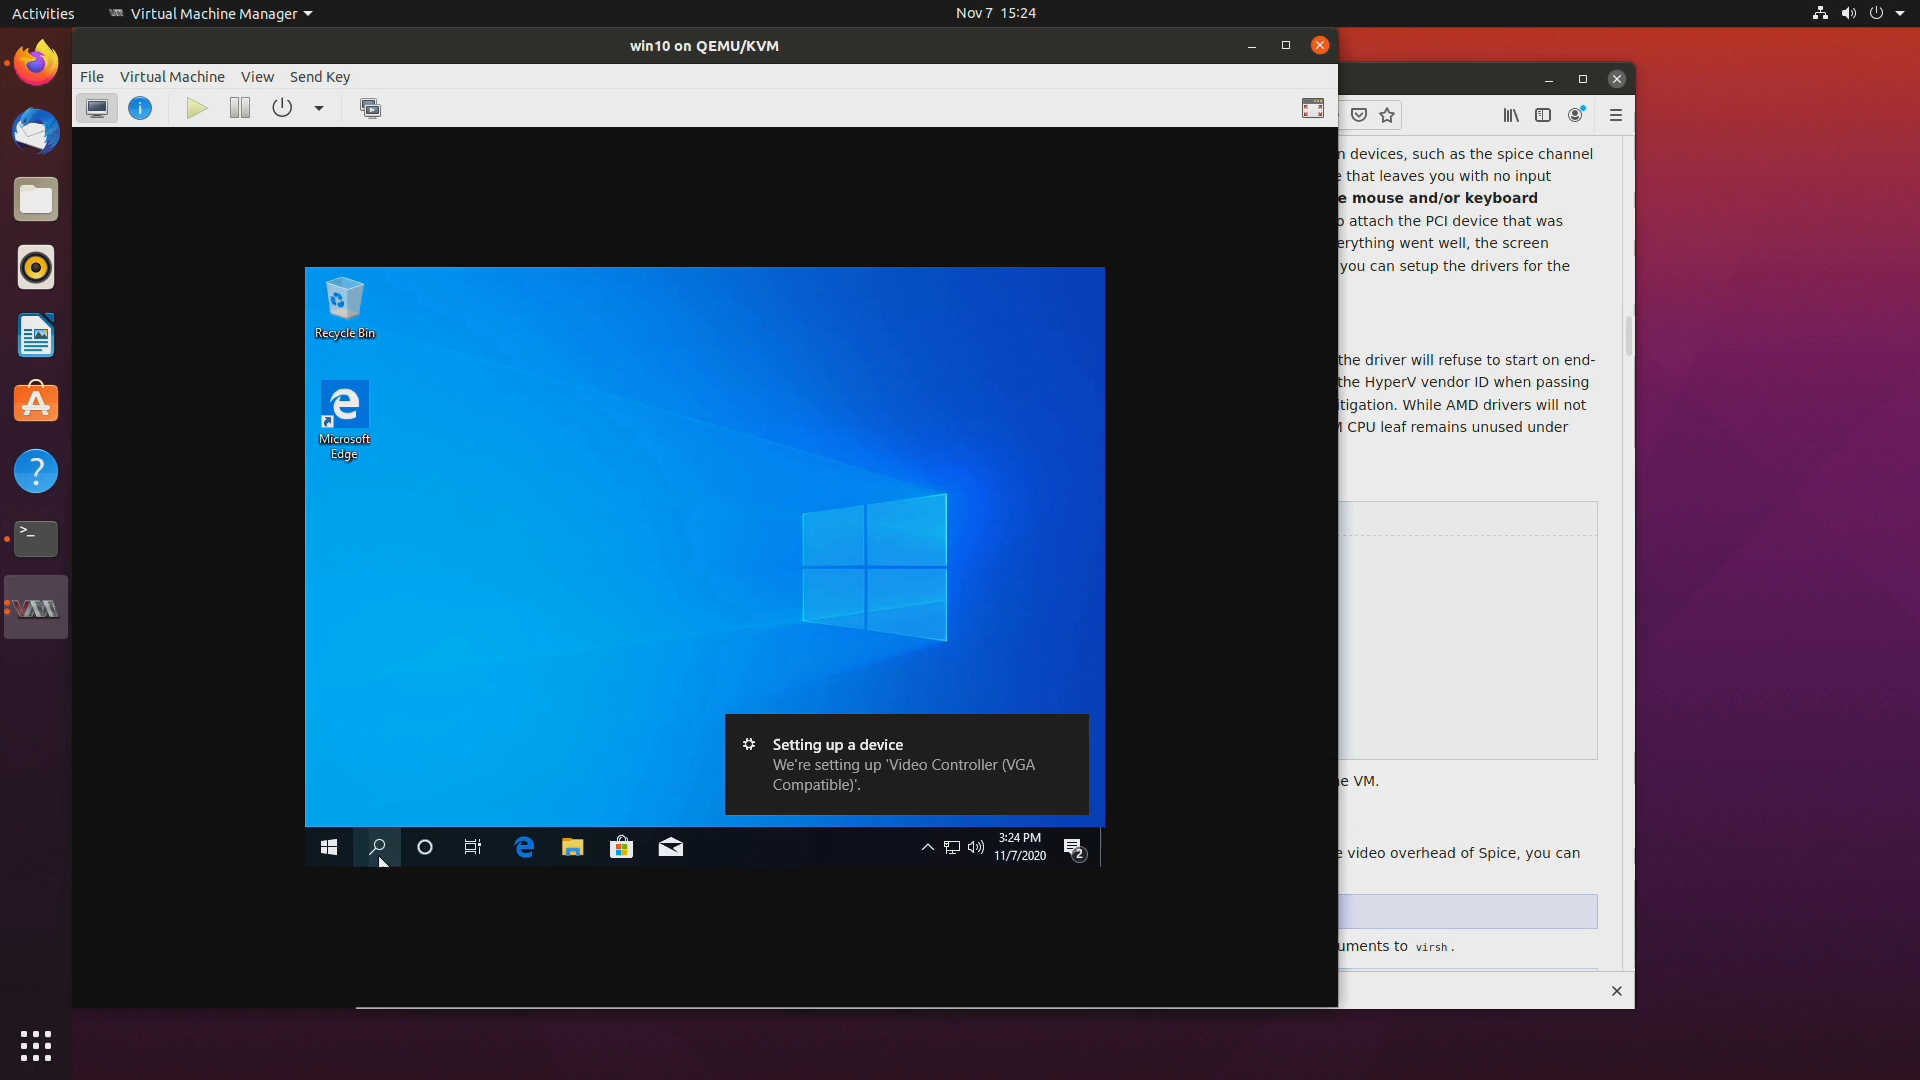 Activities
Virtual Machine Manager
Nov 7 15:24
win10 on QEMU/KVM
File Virtual Machine View Send Key
Recycle Bin
Microsoft
Edge
Setting up a device
We're setting up 'Video Controller (VGA
Compatible)'.
3:24 PM
11/7/2020
2
n devices, such as the spice channel
that leaves you with no input
e mouse and/or keyboard
o attach the PCI device that was
erything went well, the screen
you can setup the drivers for the
the driver will refuse to start on end-
the HyperV vendor ID when passing
itigation. While AMD drivers will not
M CPU leaf remains unused under
e VM.
e video overhead of Spice, you can
uments to virsh.